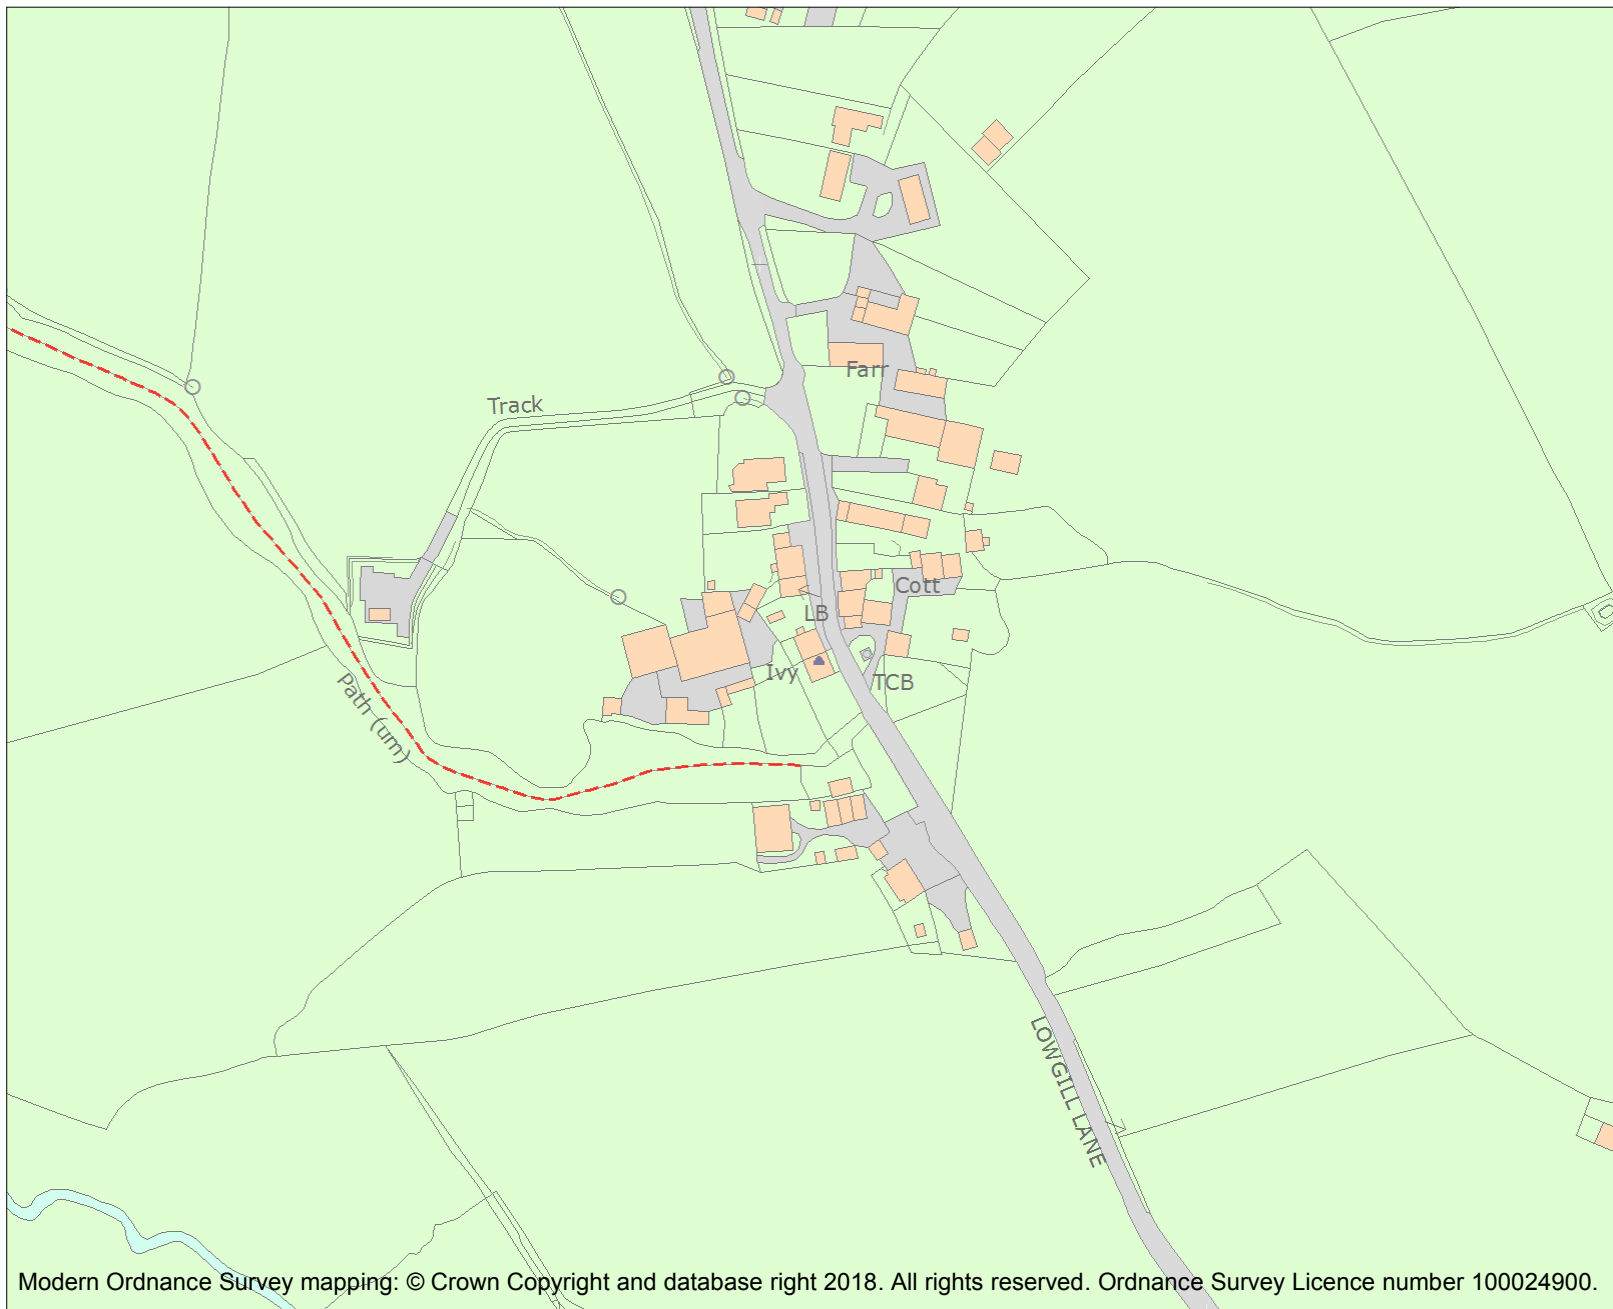 Farr
Track
Cott
LB
Ivy
TCB
Path (um)
LOWGILL LANE
Modern Ordnance Survey mapping: © Crown Copyright and database right 2018. All rights reserved. Ordnance Survey Licence number 100024900.